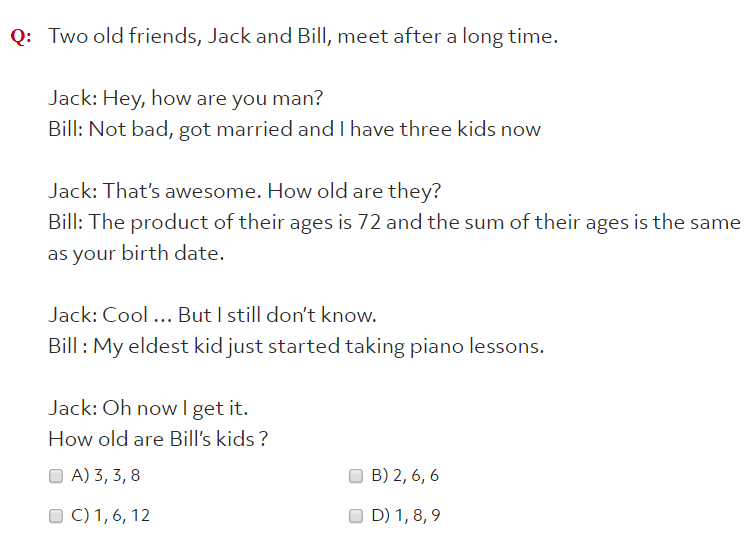 Q: Two old friends, Jack and Bill, meet after a long time.
Jack: Hey, how are you man?
Bill: Not bad, got married and I have three kids now
Jack: That's awesome. How old are they?
Bill: The product of their ages is 72 and the sum of their ages is the same
as your birth date.
Jack: Cool ... But I still don't know.
Bill : My eldest kid just started taking piano lessons.
Jack: Oh now I get it.
How old are Bill's kids ?
A) 3, 3, 8 B) 2, 6, 6
C) 1, 6, 12 D) 1, 8, 9